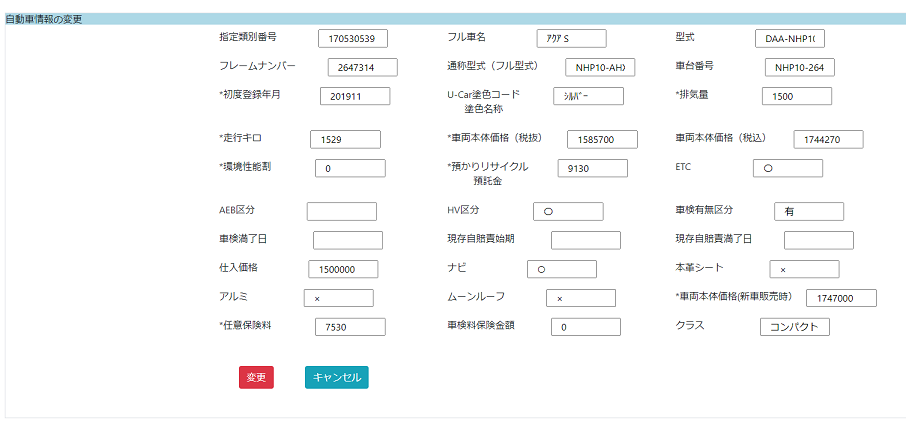 自動車情報の変更
指定類別番号 170530539 フル車名 ｱｸｱ S 型式 DAA-NHP1(
フレームナンバー 2647314 通称型式（フル型式） NHP10-AHX 車台番号 NHP10-264
*初度登録年月 201911 U-Car塗色コード ｼﾙﾊﾞｰ *排気量 1500
塗色名称
*走行キロ 1529 *車両本体価格（税抜） 1585700 車両本体価格（税込） 1744270
*環境性能割 0 *預かりリサイクル 9130 ETC 〇
預託金
AEB区分 HV区分 〇 車検有無区分 有
車検満了日 現存自賠責始期 現存自賠責満了日
仕入価格 1500000 ナビ ○ 本革シート ×
アルミ × ムーンルーフ × *車両本体価格(新車販売時） 1747000
*任意保険料 7530 車検料保険金額 0 クラス コンパクト
変更 キャンセル